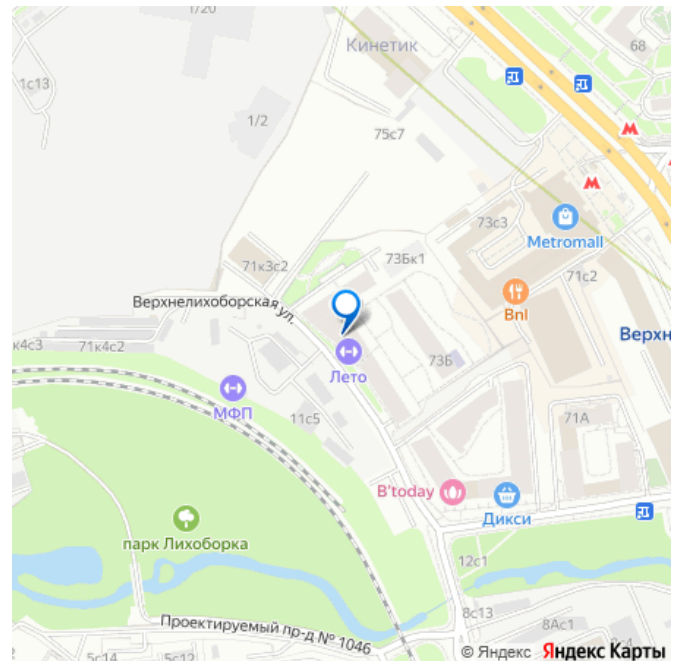 1/20
Кинетик
68
1с13
1/2
75с7
73с3
Metromall
71к3с2
73Бк1
71с2
Верхнелихоборская ул.
Bnl
Верхн
к4с3
71к4с2
73Б
Лето
МФП
11с5
71А
B'today
Дикси
парк Лихоборка
12с1
8с13
Проектируемый пр-д № 1046
8Ас1
5с14
5с12
© Яндекс Яндекс Карты